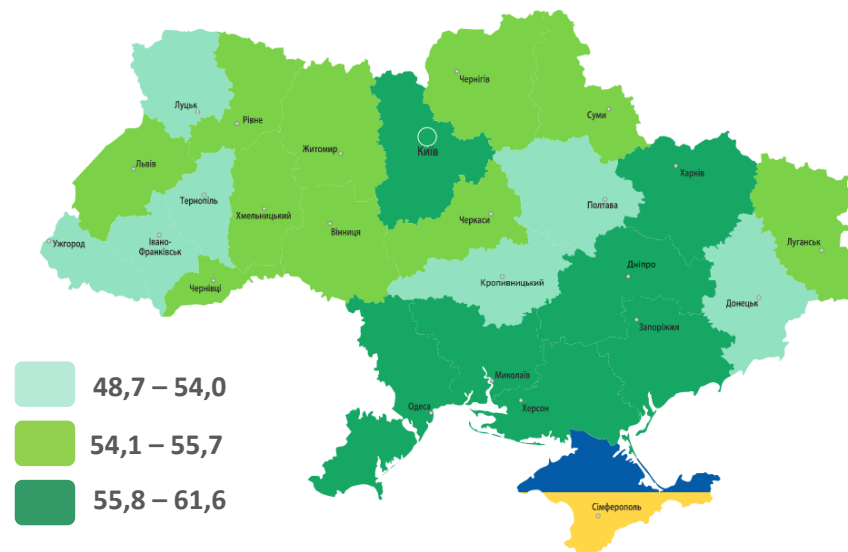 Чернігів
Луцьк
Суми
Рівне
Житомир
Київ
Львів
Харків
Тернопіль
Полтава
Хмельницький
Черкаси
Вінниця
Ужгород
Івано-
Франківськ
Луганськ
Дніпро
Кропивницький
Чернівці
Донецьк
Запоріжжя
Миколаїв
48,7 – 54,0
Одеса
Херсон
54,1 – 55,7
55,8 – 61,6
Сімферополь